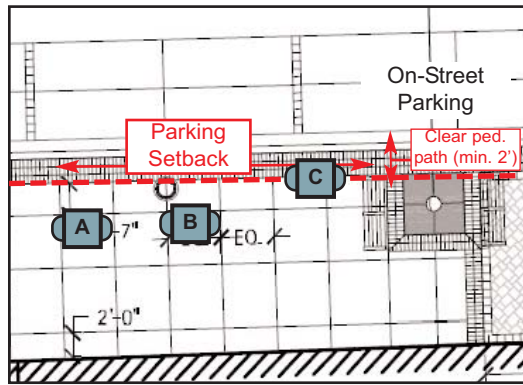 On-Street
Parking
Parking
Setback
Clear ped.
path (min. 2')
C
A
B
-7"
EQ.
2'-0"